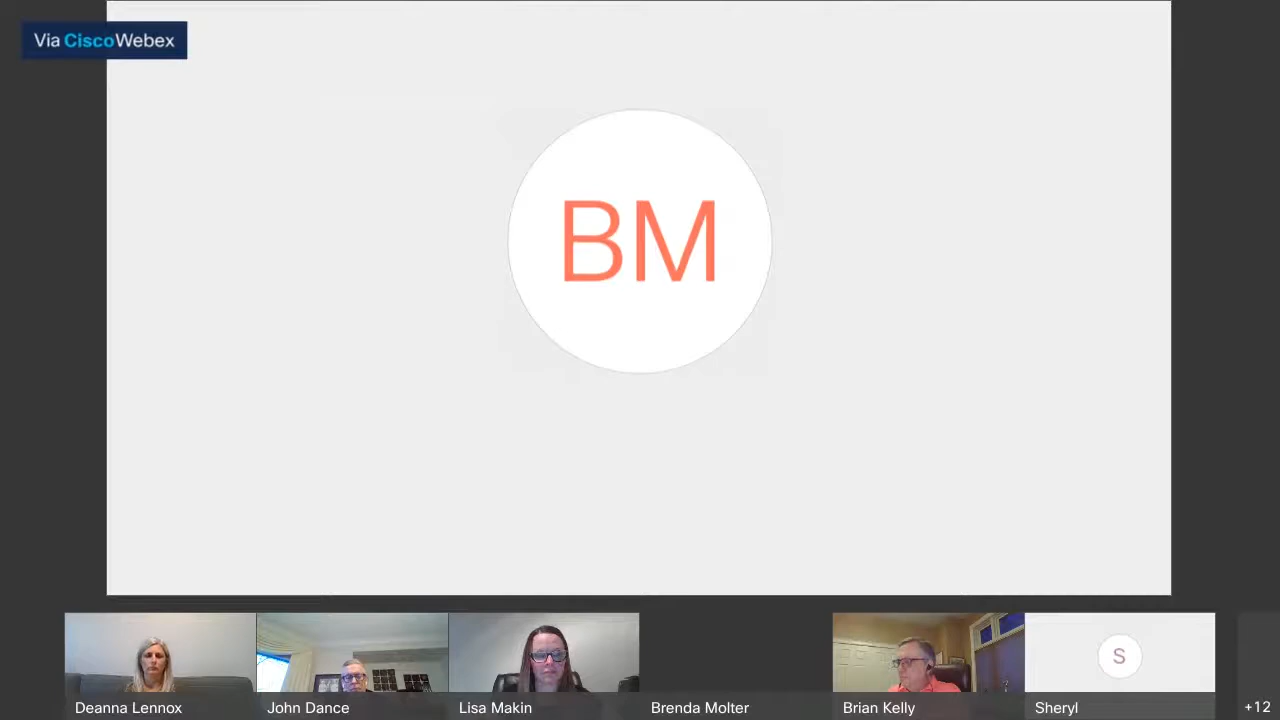 Via CiscoWebex
BM
S
Deanna Lennox
John Dance
Lisa Makin
Brenda Molter
Brian Kelly
Sheryl
+12